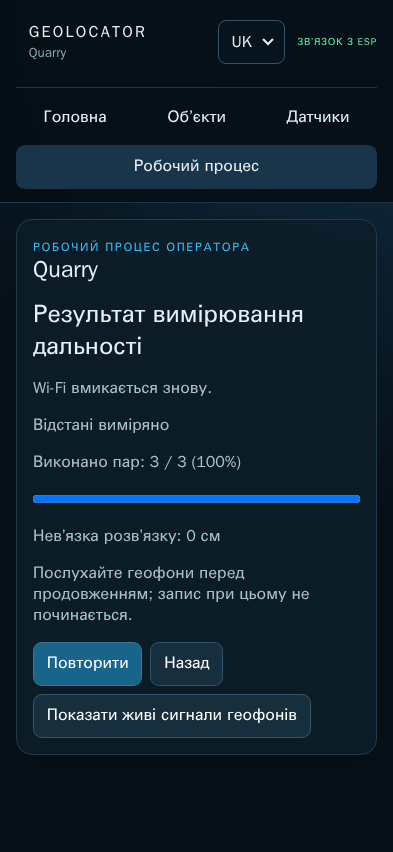 GEOLOCATOR
Quarry
UK
ЗВ'ЯЗОК З ESP
Головна
Об’єкти
Датчики
Робочий процес
РОБОЧИЙ ПРОЦЕС ОПЕРАТОРА
Quarry
Результат вимірювання
дальності
Wi-Fi вмикається знову.
Відстані виміряно
Виконано пар: 3 / 3 (100%)
Нев’язка розв’язку: 0 см
Послухайте геофони перед
продовженням; запис при цьому не
починається.
Повторити
Назад
Показати живі сигнали геофонів